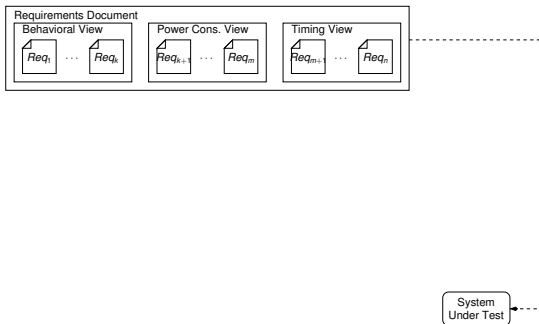 Requirements Document
Behavioral View Power Cons. View Timing View
Req₁ ... Reqₖ Reqₖ₊₁ ... Reqₘ Reqₘ₊₁ ... Reqₙ
System
Under Test